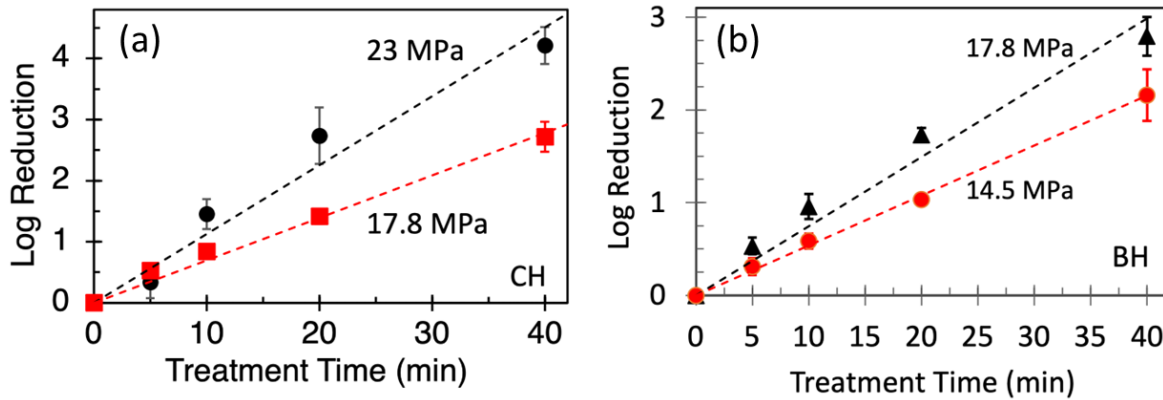 (a)
23 MPa
17.8 MPa
CH
Log Reduction
4
3
2
1
0
0 10 20 30 40
Treatment Time (min)
(b)
17.8 MPa
14.5 MPa
BH
Log Reduction
3
2
1
0
0 5 10 15 20 25 30 35 40
Treatment Time (min)